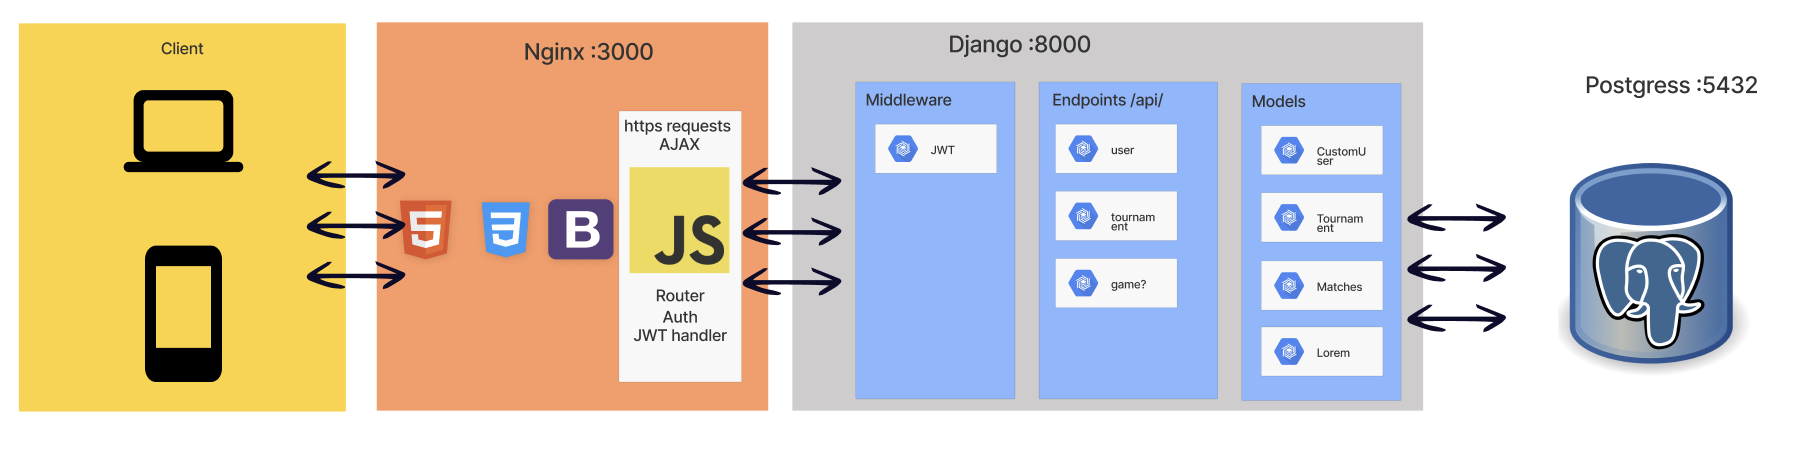 Client
Nginx :3000
https requests
AJAX
5
3
B
JS
Router
Auth
JWT handler
Django :8000
Middleware
JWT
Endpoints /api/
user
tournam
ent
game?
Models
CustomU
ser
Tournam
ent
Matches
Lorem
Postgress :5432